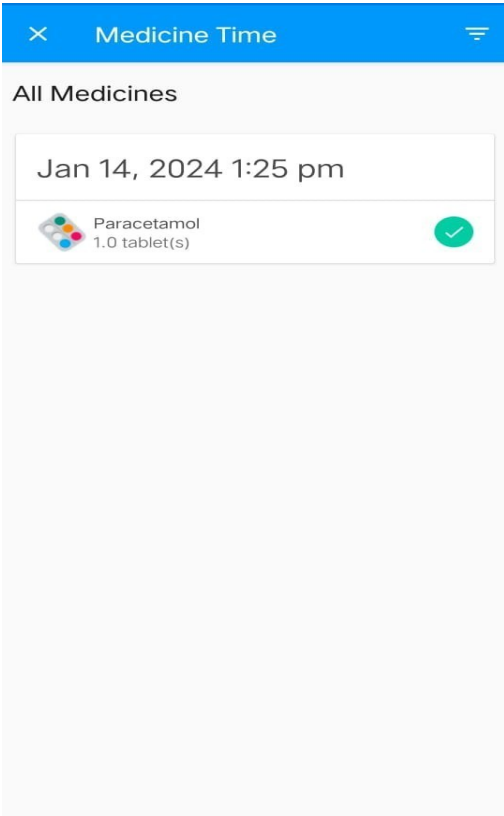 Medicine Time
All Medicines
Jan 14, 2024 1:25 pm
Paracetamol
1.0 tablet(s)